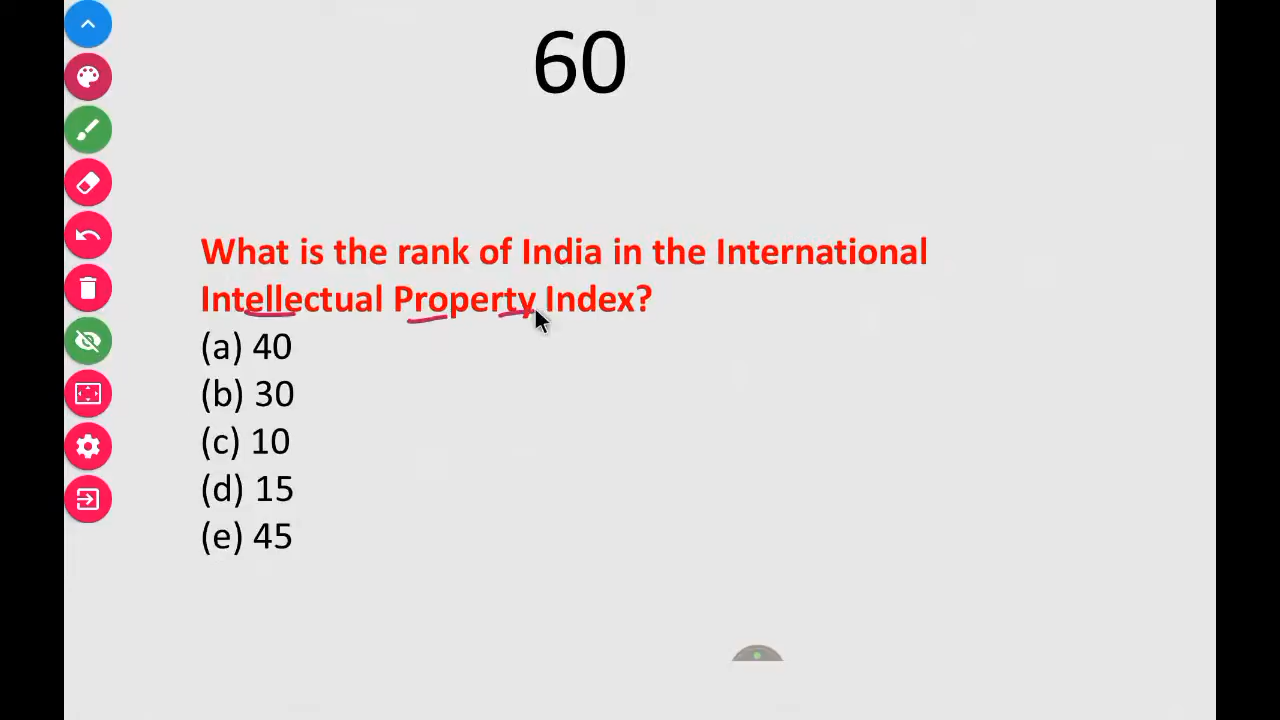 60
What is the rank of India in the International
Intellectual Property Index?
(a) 40
(b) 30
(c) 10
(d) 15
(e) 45